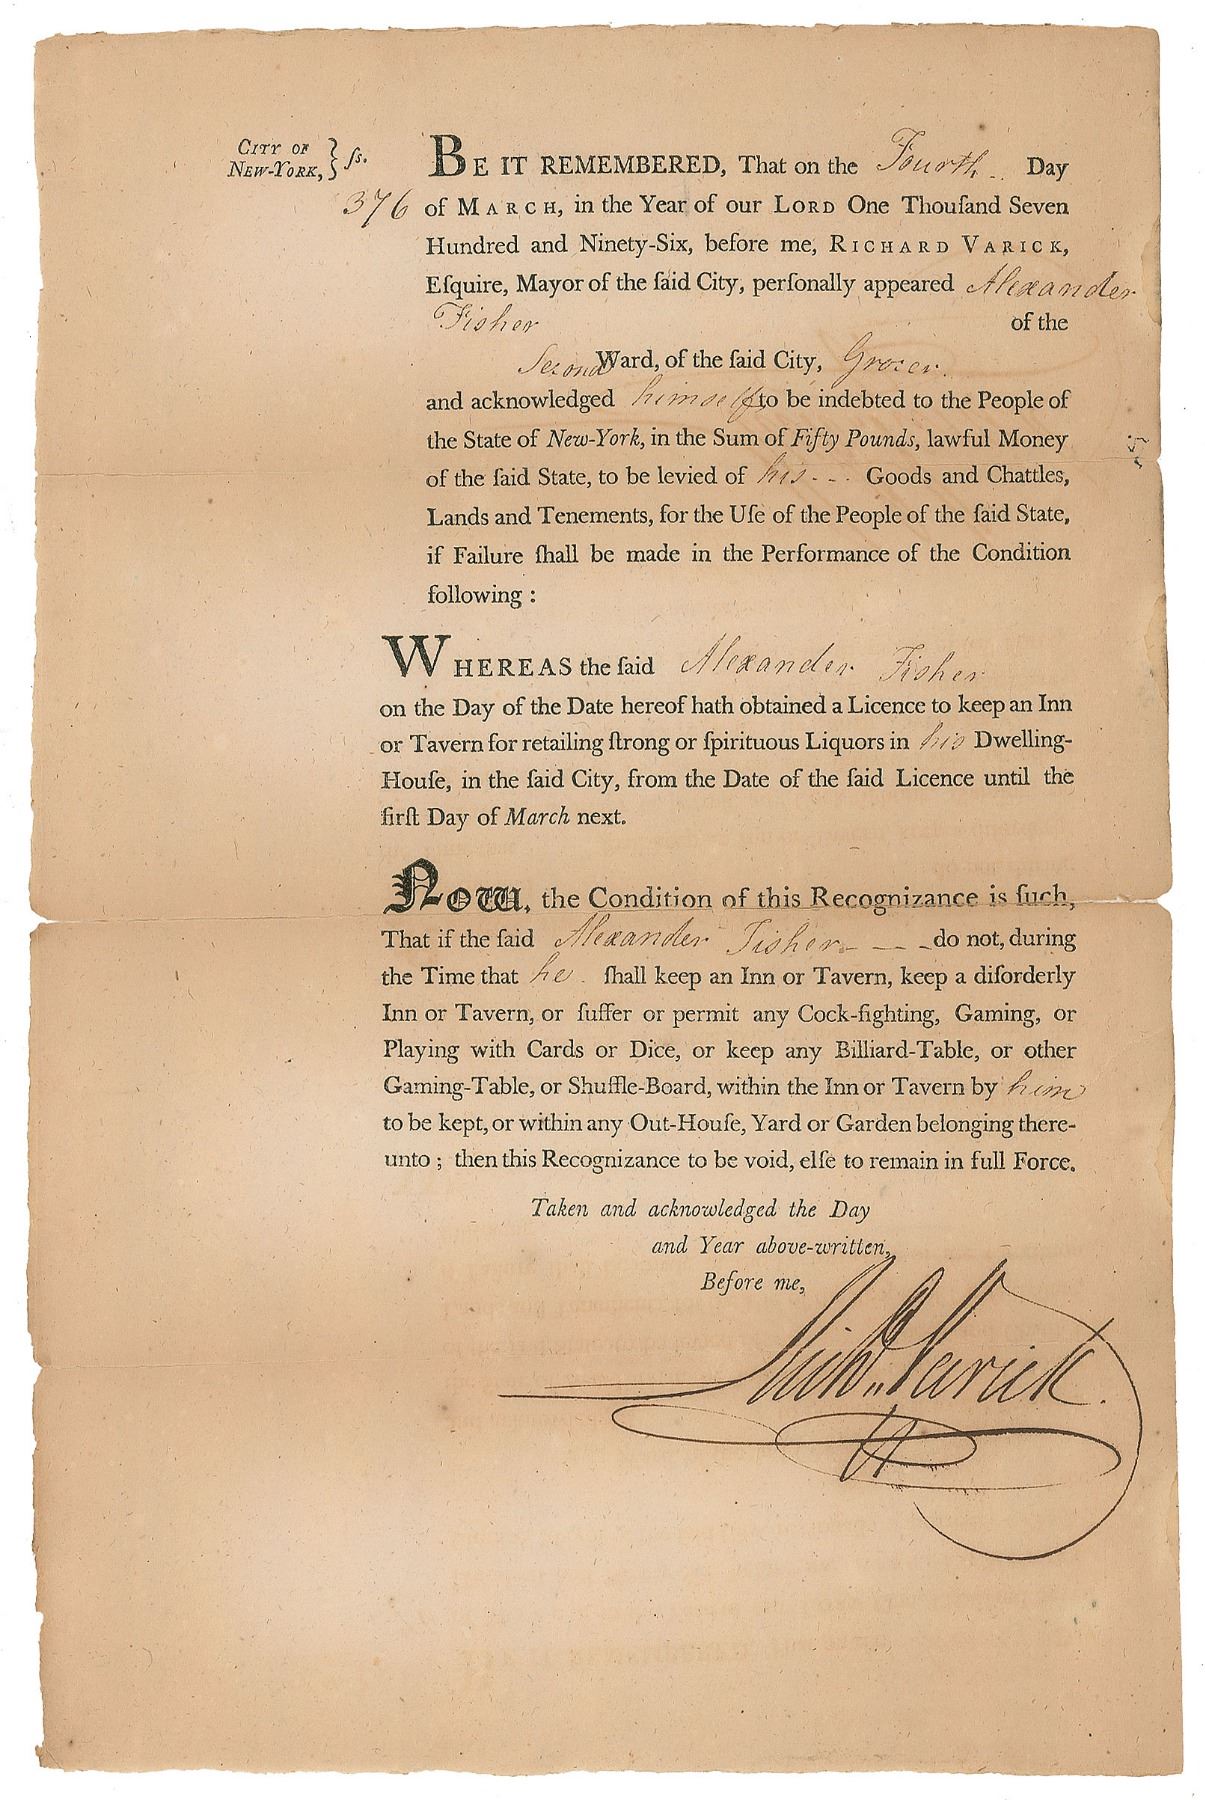 CITY OF
NEW-YORK, } ſs.
376
BE IT REMEMBERED, That on the Fourth Day
of MARCH, in the Year of our LORD One Thouſand Seven
Hundred and Ninety-Six, before me, RICHARD VARICK,
Eſquire, Mayor of the ſaid City, perſonally appeared Alexander
Fisher of the
Second Ward, of the ſaid City, Grocer.
and acknowledged himself to be indebted to the People of
the State of New-York, in the Sum of Fifty Pounds, lawful Money
of the ſaid State, to be levied of his - - - Goods and Chattles,
Lands and Tenements, for the Uſe of the People of the ſaid State,
if Failure ſhall be made in the Performance of the Condition
following :
WHEREAS the ſaid Alexander Fisher
on the Day of the Date hereof hath obtained a Licence to keep an Inn
or Tavern for retailing ſtrong or ſpirituous Liquors in his Dwelling-
Houſe, in the ſaid City, from the Date of the ſaid Licence until the
firſt Day of March next.
Now, the Condition of this Recognizance is ſuch,
That if the ſaid Alexander Fisher - - - do not, during
the Time that he ſhall keep an Inn or Tavern, keep a diſorderly
Inn or Tavern, or ſuffer or permit any Cock-fighting, Gaming, or
Playing with Cards or Dice, or keep any Billiard-Table, or other
Gaming-Table, or Shuffle-Board, within the Inn or Tavern by him
to be kept, or within any Out-Houſe, Yard or Garden belonging there-
unto ; then this Recognizance to be void, elſe to remain in full Force.
Taken and acknowledged the Day
and Year above-written,
Before me,
Richd. Varick.